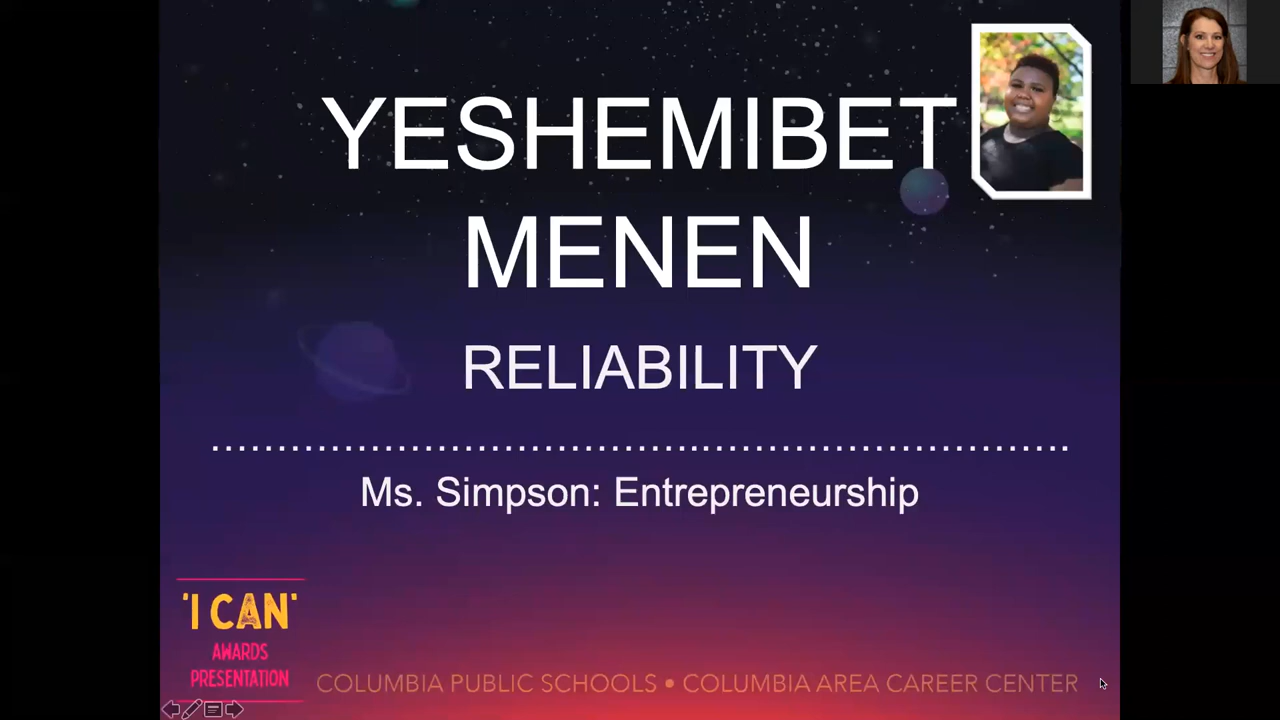 YESHEMIBET
MENEN
RELIABILITY
Ms. Simpson: Entrepreneurship
'I CAN'
AWARDS
PRESENTATION
COLUMBIA PUBLIC SCHOOLS • COLUMBIA AREA CAREER CENTER